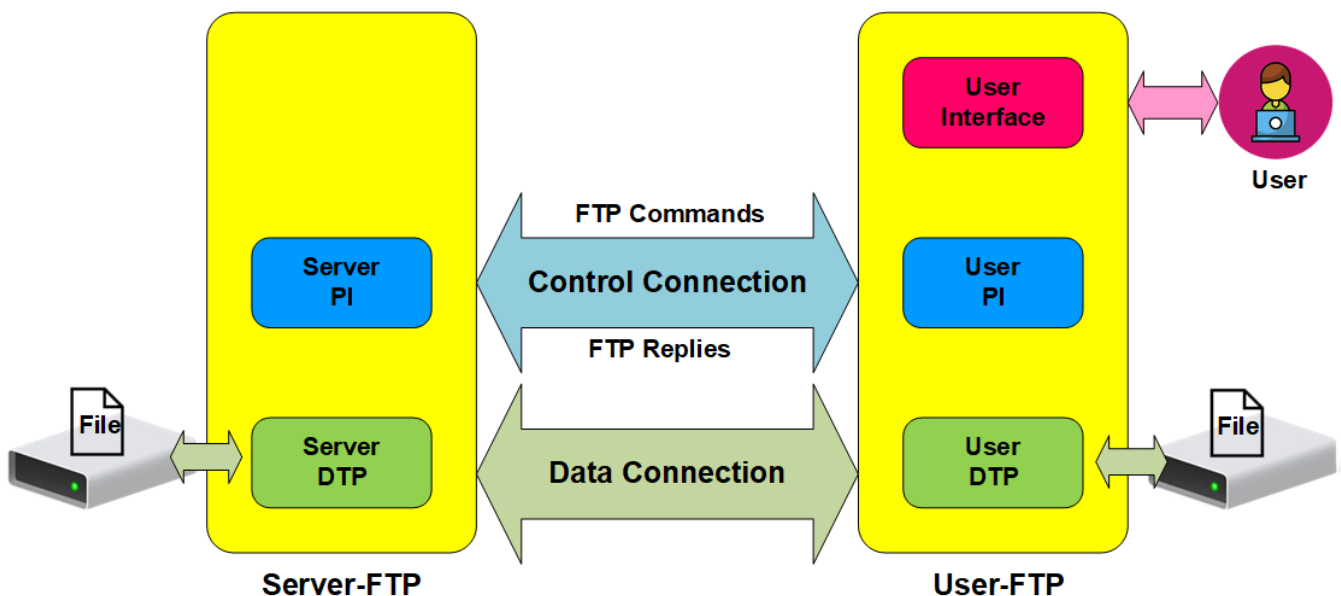 User
Interface
User
FTP Commands
Server
PI
Control Connection
User
PI
FTP Replies
File
Server
DTP
Data Connection
User
DTP
File
Server-FTP
User-FTP